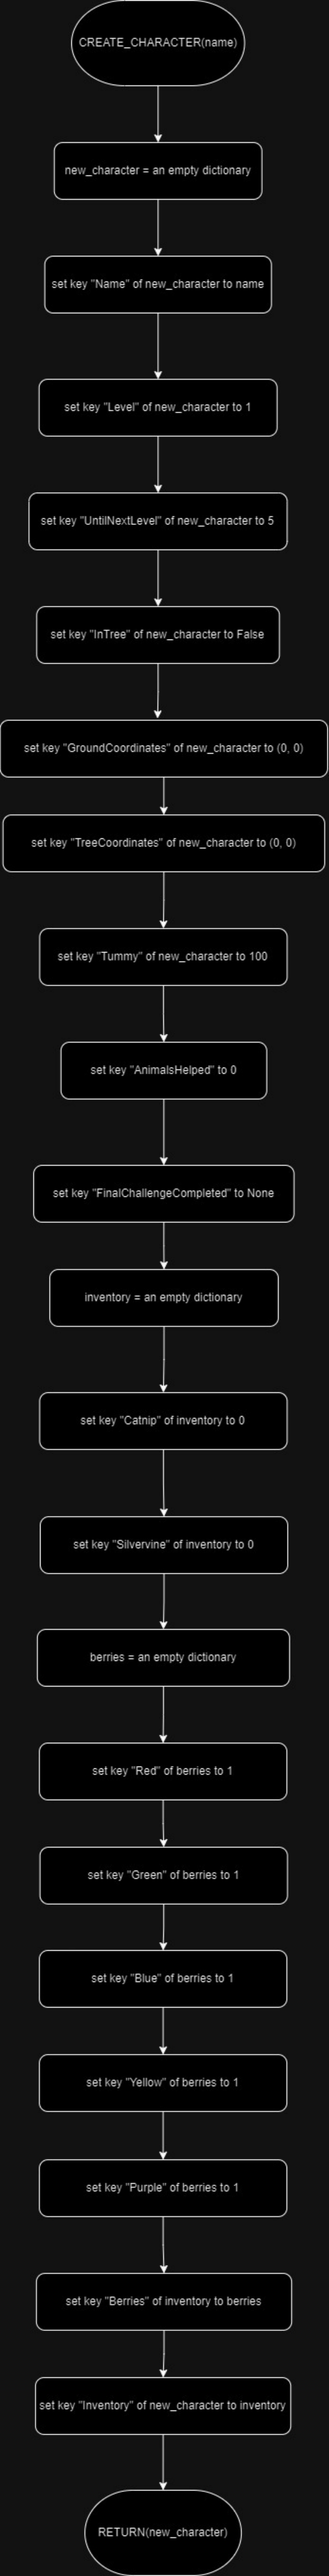 CREATE_CHARACTER(name)
new_character = an empty dictionary
set key "Name" of new_character to name
set key "Level" of new_character to 1
set key "UntilNextLevel" of new_character to 5
set key "InTree" of new_character to False
set key "GroundCoordinates" of new_character to (0, 0)
set key "TreeCoordinates" of new_character to (0, 0)
set key "Tummy" of new_character to 100
set key "AnimalsHelped" to 0
set key "FinalChallengeCompleted" to None
inventory = an empty dictionary
set key "Catnip" of inventory to 0
set key "Silvervine" of inventory to 0
berries = an empty dictionary
set key "Red" of berries to 1
set key "Green" of berries to 1
set key "Blue" of berries to 1
set key "Yellow" of berries to 1
set key "Purple" of berries to 1
set key "Berries" of inventory to berries
set key "Inventory" of new_character to inventory
RETURN(new_character)